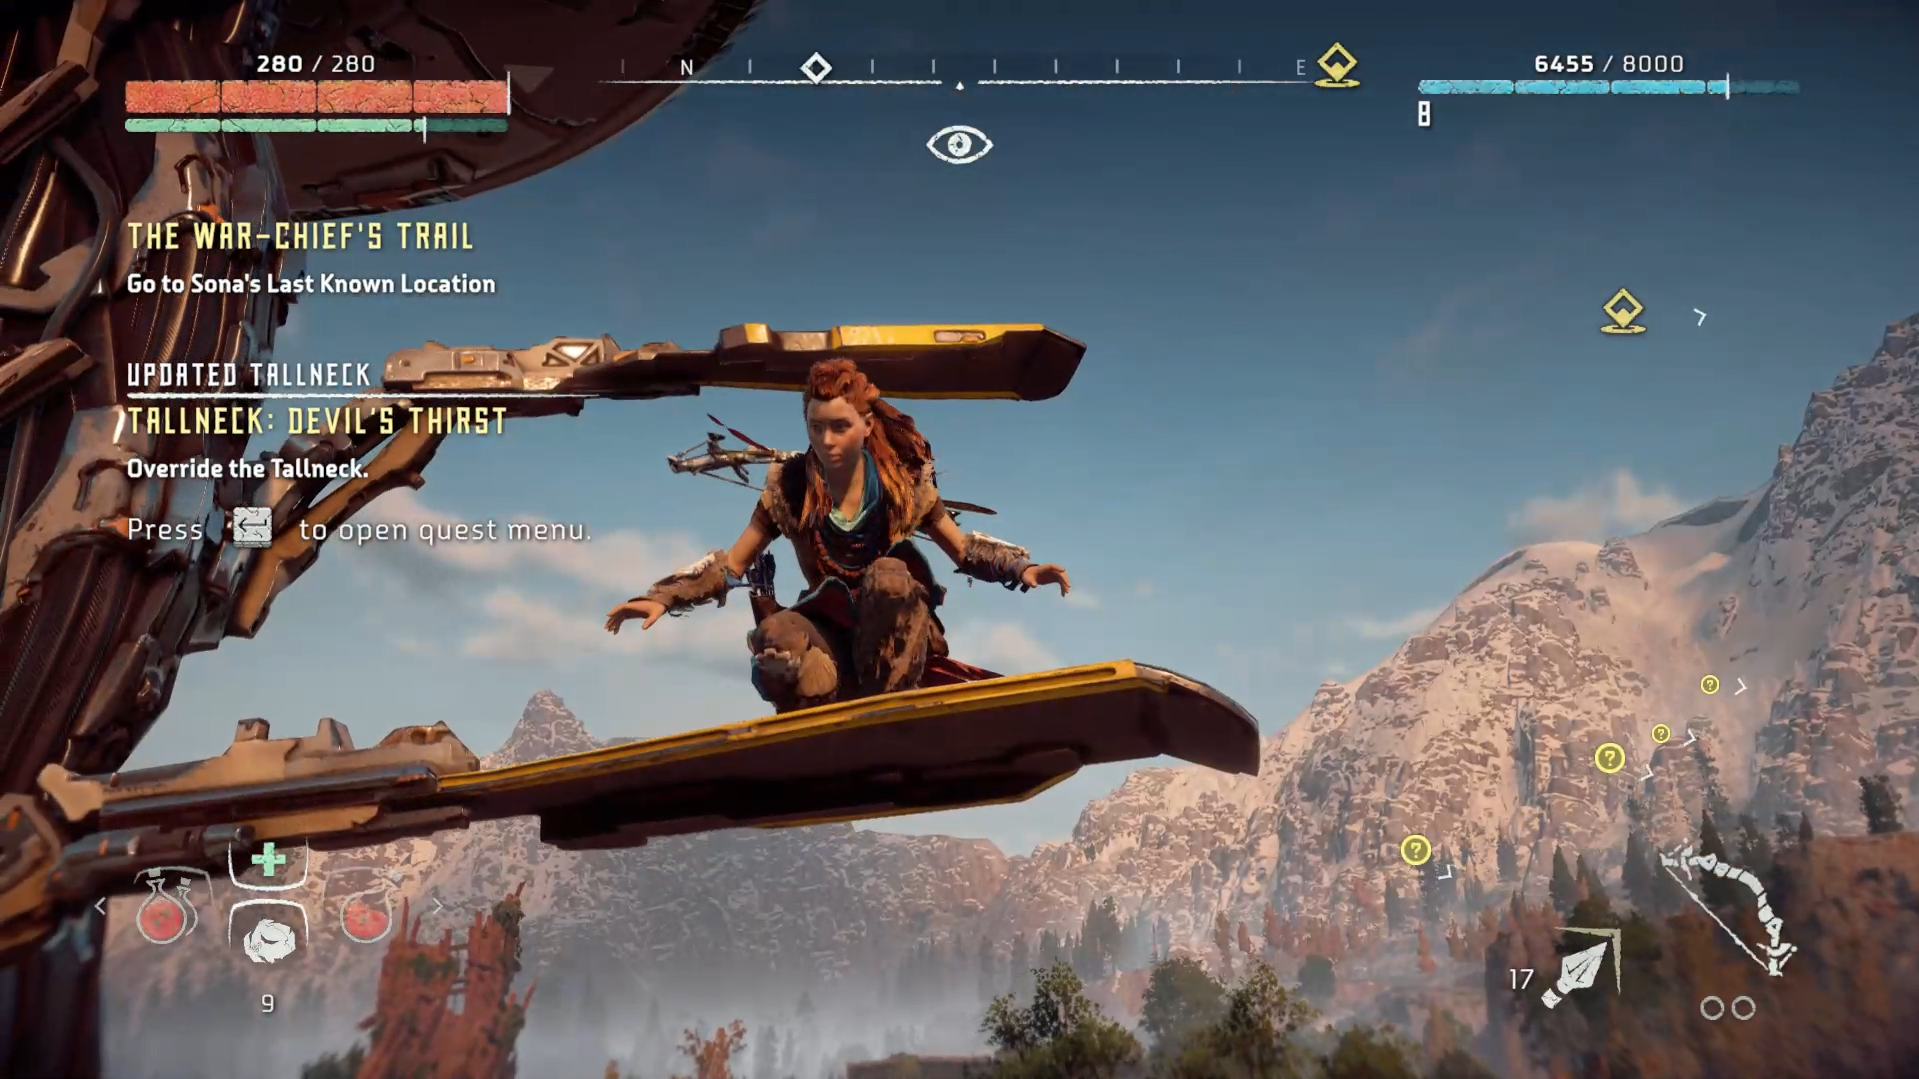 280 / 280
N
E
6455 / 8000
8
THE WAR-CHIEF'S TRAIL
Go to Sona's Last Known Location
UPDATED TALLNECK
TALLNECK: DEVIL'S THIRST
Override the Tallneck.
Press to open quest menu.
?
?
?
?
17
9